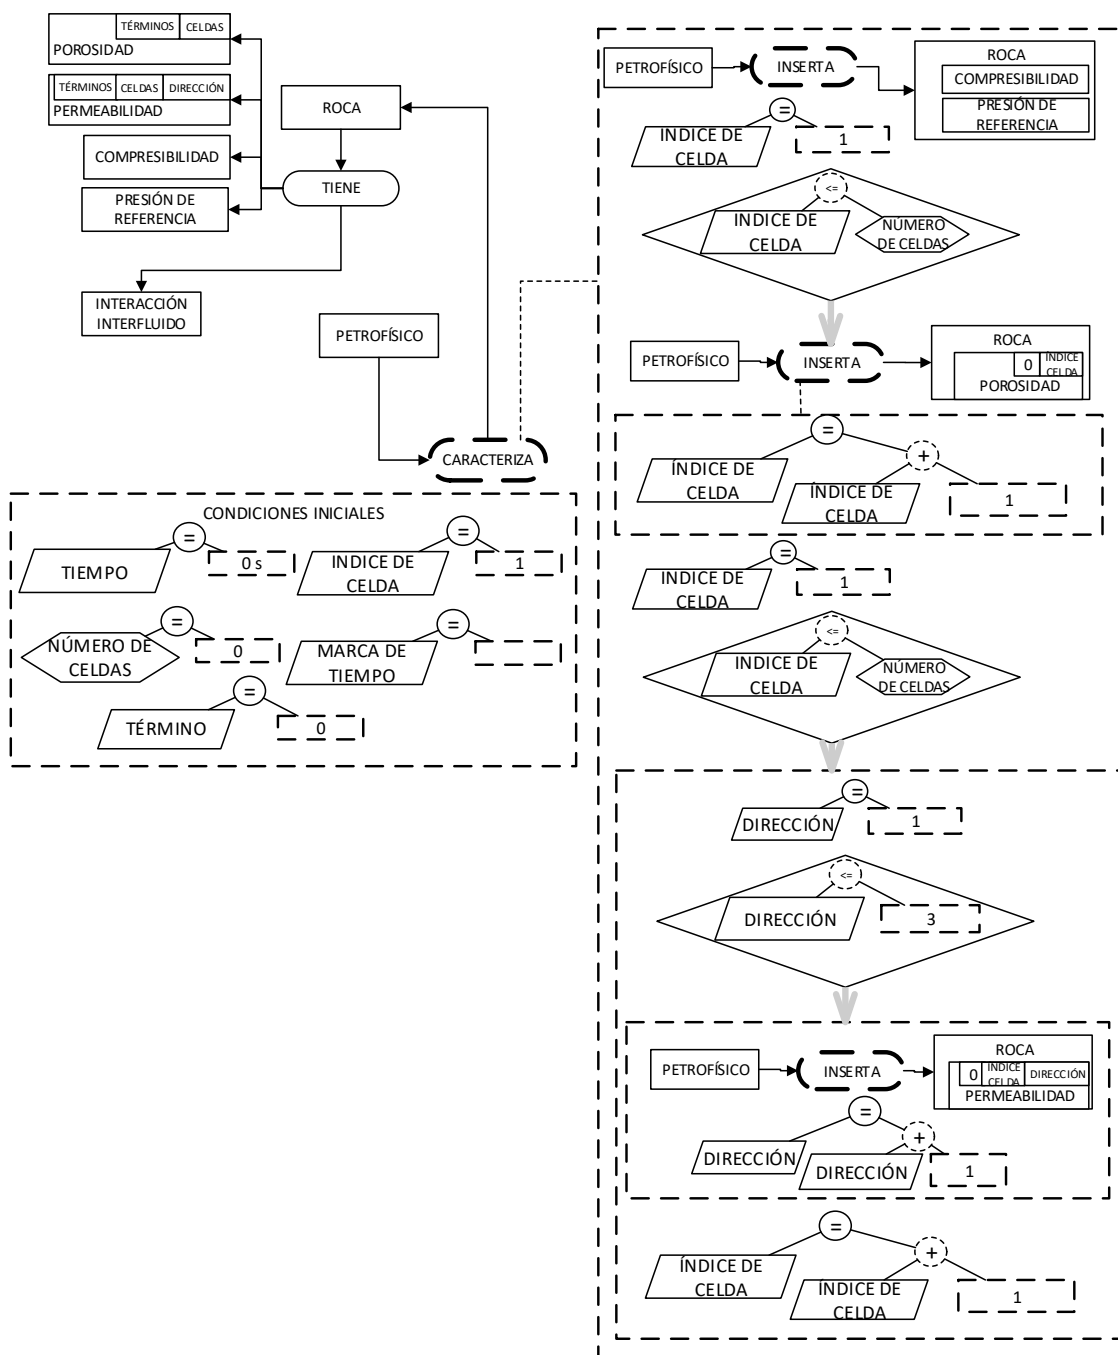 TÉRMINOS CELDAS
POROSIDAD
TÉRMINOS CELDAS DIRECCIÓN
PERMEABILIDAD
COMPRESIBILIDAD
PRESIÓN DE
REFERENCIA
ROCA
TIENE
INTERACCIÓN
INTERFLUIDO
PETROFÍSICO
CARACTERIZA
CONDICIONES INICIALES
=
TIEMPO
0 s
=
INDICE DE
CELDA
1
=
NÚMERO DE
CELDAS
0
=
MARCA DE
TIEMPO
=
TÉRMINO
0
PETROFÍSICO
INSERTA
ROCA
COMPRESIBILIDAD
PRESIÓN DE
REFERENCIA
=
INDICE DE
CELDA
1
<=
INDICE DE
CELDA
NÚMERO
DE CELDAS
PETROFÍSICO
INSERTA
ROCA
0 ÍNDICE
CELDA
POROSIDAD
=
ÍNDICE DE
CELDA
+
ÍNDICE DE
CELDA
1
=
INDICE DE
CELDA
1
<=
INDICE DE
CELDA
NÚMERO
DE CELDAS
=
DIRECCIÓN
1
<=
DIRECCIÓN
3
PETROFÍSICO
INSERTA
ROCA
0 INDICE
CELDA DIRECCIÓN
PERMEABILIDAD
=
DIRECCIÓN
+
DIRECCIÓN
1
=
ÍNDICE DE
CELDA
+
ÍNDICE DE
CELDA
1